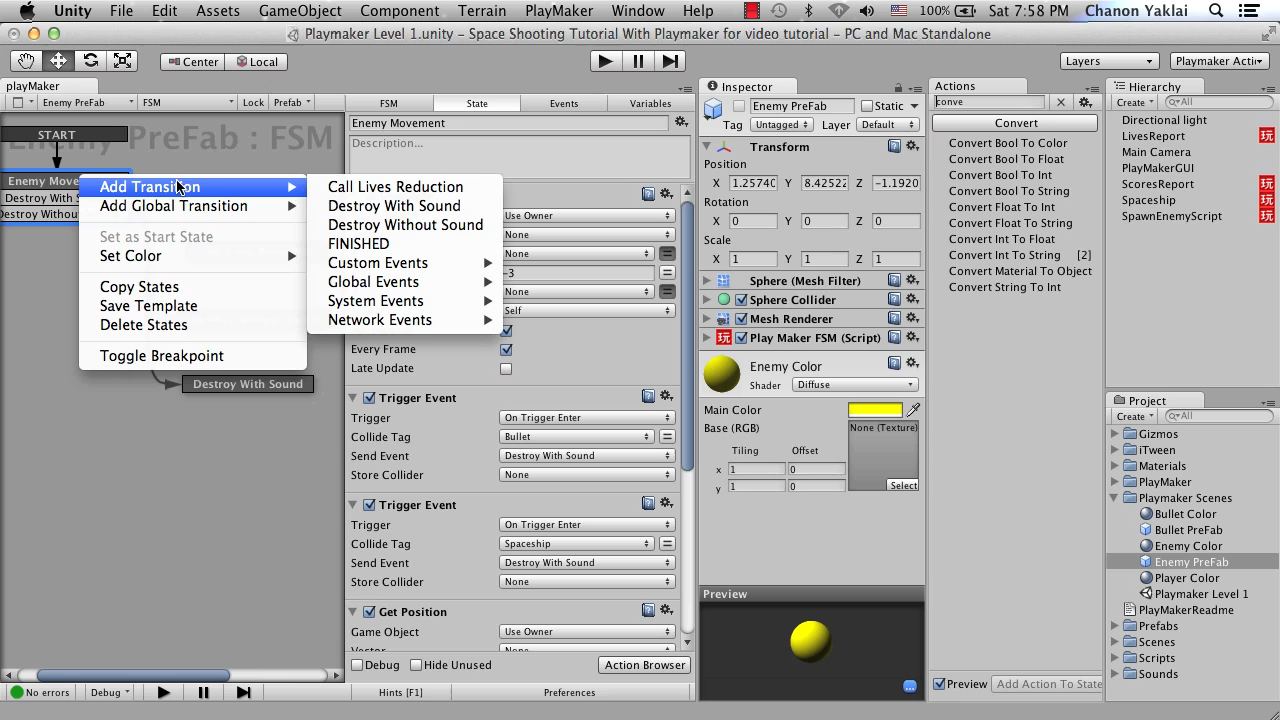 Unity File Edit Assets GameObject Component Terrain PlayMaker Window Help 100% Sat 7:58 PM Chanon Yaklai
Playmaker Level 1.unity – Space Shooting Tutorial With Playmaker for video tutorial – PC and Mac Standalone
Center Local Layers Playmaker Acti
playMaker
Enemy PreFab FSM Lock Prefab
Enemy PreFab : FSM
START
Enemy Move
Destroy With S
Destroy Withou
Add Transition
Add Global Transition
Set as Start State
Set Color
Copy States
Save Template
Delete States
Toggle Breakpoint
Call Lives Reduction
Destroy With Sound
Destroy Without Sound
FINISHED
Custom Events
Global Events
System Events
Network Events
Destroy With Sound
No errors Debug
FSM State Events Variables
Enemy Movement
Description...
Use Owner
None
None
-3
None
Self
Every Frame
Late Update
Trigger Event
Trigger On Trigger Enter
Collide Tag Bullet
Send Event Destroy With Sound
Store Collider None
Trigger Event
Trigger On Trigger Enter
Collide Tag Spaceship
Send Event Destroy With Sound
Store Collider None
Get Position
Game Object Use Owner
Vector None
Debug Hide Unused Action Browser
Hints [F1] Preferences
Inspector
Enemy PreFab Static
Tag Untagged Layer Default
Transform
Position
X 1.25740 Y 8.42522 Z -1.1920
Rotation
X 0 Y 0 Z 0
Scale
X 1 Y 1 Z 1
Sphere (Mesh Filter)
Sphere Collider
Mesh Renderer
Play Maker FSM (Script)
Enemy Color
Shader Diffuse
Main Color
Base (RGB) None (Texture)
Tiling Offset
x 1 0
y 1 0
Select
Preview
Actions
conve
Convert
Convert Bool To Color
Convert Bool To Float
Convert Bool To Int
Convert Bool To String
Convert Float To Int
Convert Float To String
Convert Int To Float
Convert Int To String [2]
Convert Material To Object
Convert String To Int
Preview Add Action To State
Hierarchy
Create All
Directional light
LivesReport
Main Camera
PlayMakerGUI
ScoresReport
Spaceship
SpawnEnemyScript
Project
Create All
Gizmos
iTween
Materials
PlayMaker
Playmaker Scenes
Bullet Color
Bullet PreFab
Enemy Color
Enemy PreFab
Player Color
Playmaker Level 1
PlayMakerReadme
Prefabs
Scenes
Scripts
Sounds